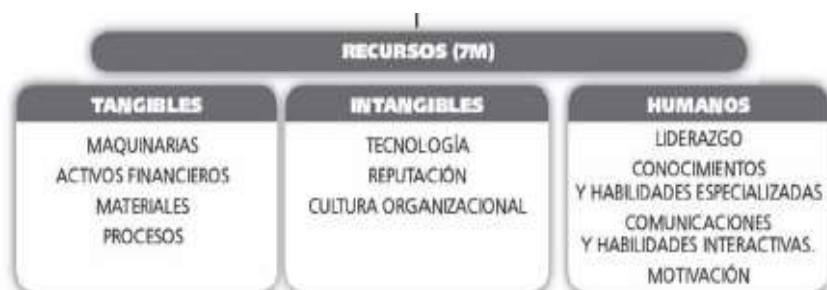 RECURSOS (7M)
TANGIBLES
MAQUINARIAS
ACTIVOS FINANCIEROS
MATERIALES
PROCESOS
INTANGIBLES
TECNOLOGÍA
REPUTACIÓN
CULTURA ORGANIZACIONAL
HUMANOS
LIDERAZGO
CONOCIMIENTOS
Y HABILIDADES ESPECIALIZADAS
COMUNICACIONES
Y HABILIDADES INTERACTIVAS.
MOTIVACIÓN